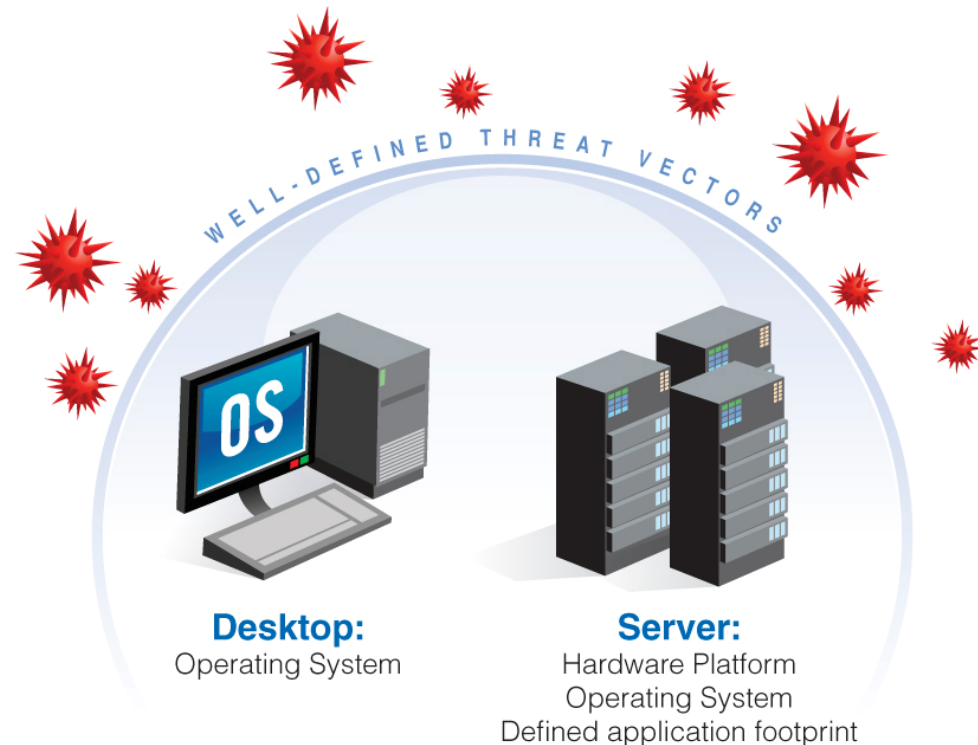 WELL-DEFINED THREAT VECTORS
OS
Desktop:
Operating System
Server:
Hardware Platform
Operating System
Defined application footprint